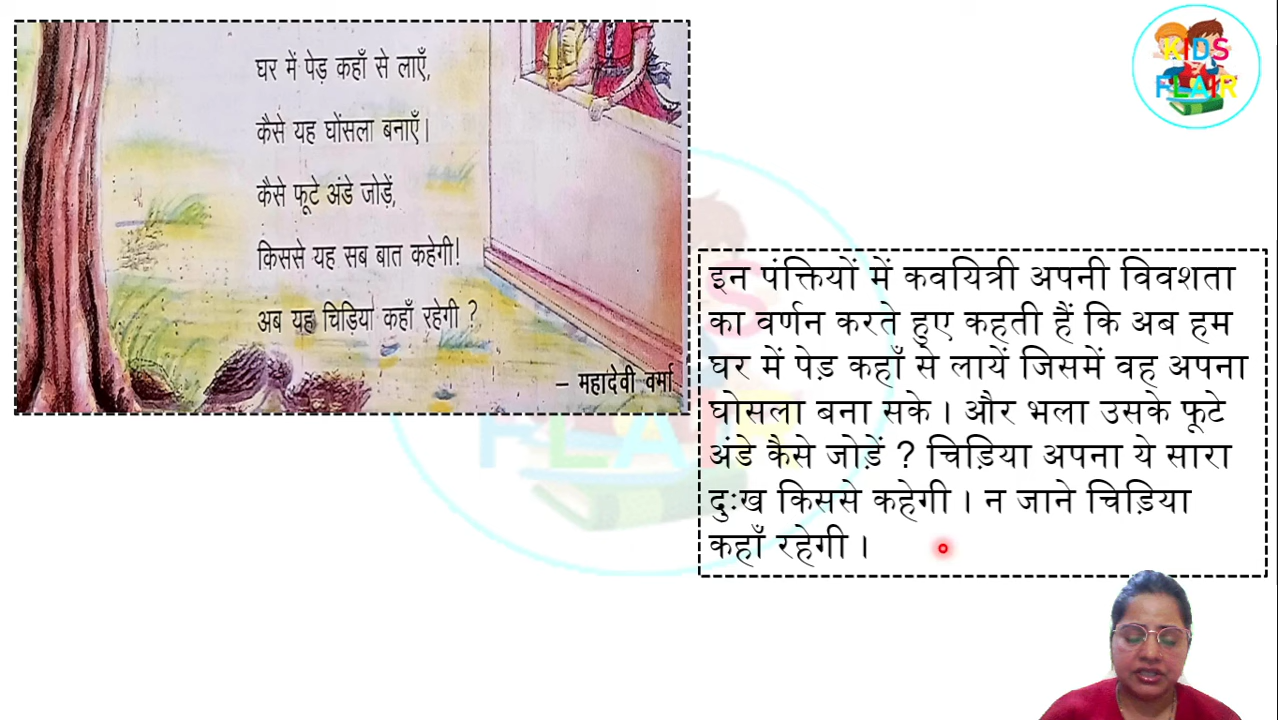 घर में पेड़ कहाँ से लाएँ,
कैसे यह घोंसला बनाएँ।
कैसे फूटे अंडे जोड़ें,
किससे यह सब बात कहेगी!
अब यह चिड़िया कहाँ रहेगी ?
– महादेवी वर्मा
KIDS
FLAIR
इन पंक्तियों में कवयित्री अपनी विवशता
का वर्णन करते हुए कहती हैं कि अब हम
घर में पेड़ कहाँ से लायें जिसमें वह अपना
घोसला बना सके । और भला उसके फूटे
अंडे कैसे जोड़ें ? चिड़िया अपना ये सारा
दुःख किससे कहेगी । न जाने चिड़िया
कहाँ रहेगी ।